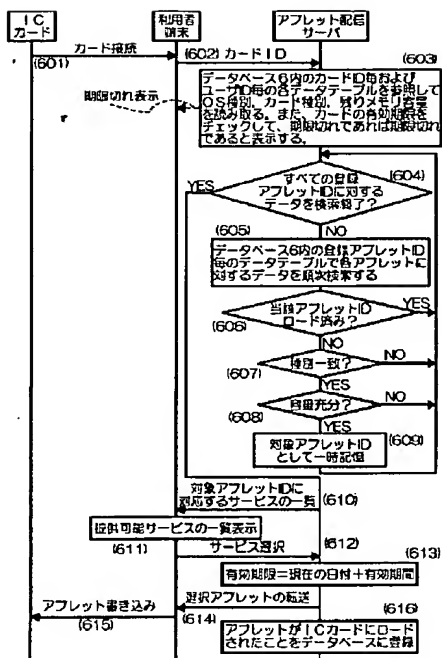 ICカード
利用者端末
アプレット配信サーバ
カード接続
(601)
(602) カードID
(603)
データベース6内のカードID毎および
ユーザID毎の各データテーブルを参照して
OS種別、カード種別、残りメモリ容量
を読み取る。また、カードの有効期限を
チェックして、期限切れであれば期限切れ
であると表示する。
期限切れ表示
すべての登録
アプレットIDに対する
データを検索終了？
(604)
YES
NO
(605)
データベース6内の登録アプレットID
毎のデータテーブルで各アプレットに
対するデータを順次検索する
当該アプレットID
ロード済み？
YES
(606)
NO
種別一致？
NO
(607)
YES
容量充分？
NO
(608)
YES
対象アプレットID
として一時記憶
(609)
対象アプレットIDに
対応するサービスの一覧
(610)
提供可能サービスの一覧表示
(611)
サービス選択
(612)
(613)
有効期限＝現在の日付＋有効期間
選択アプレットの転送
(614)
アプレット書き込み
(615)
(616)
アプレットがICカードにロード
されたことをデータベースに登録